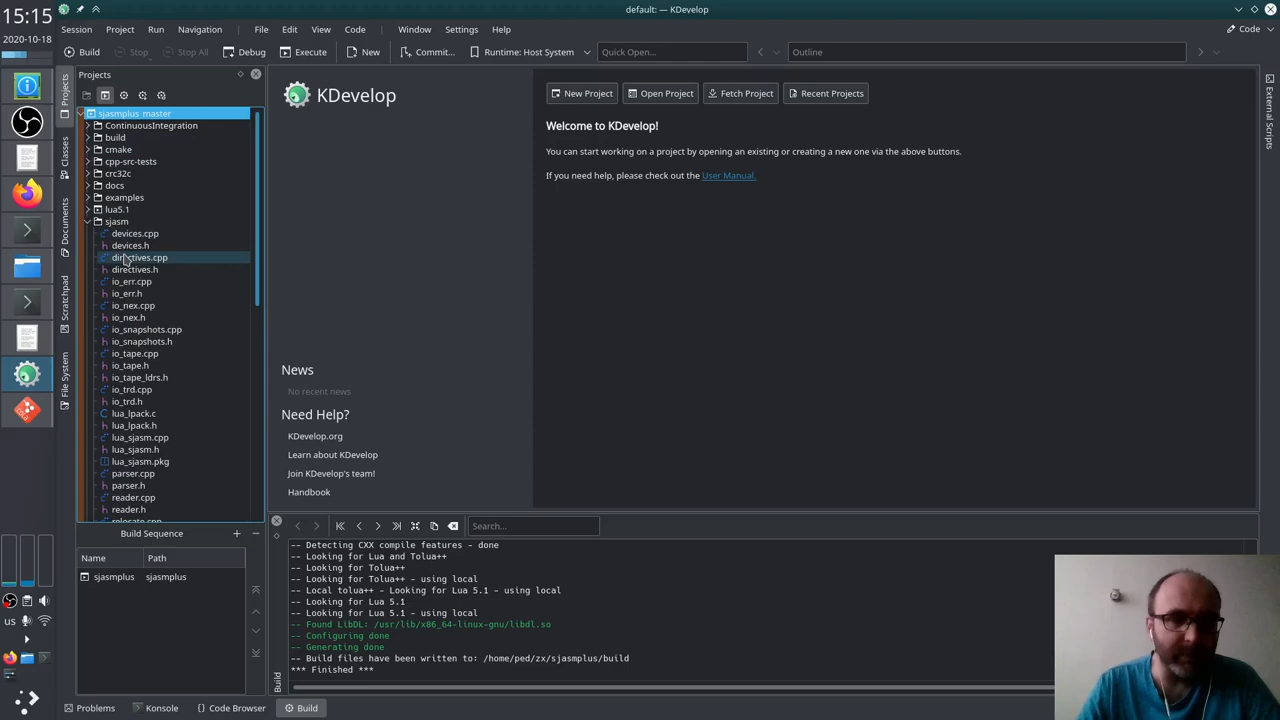 15:15
2020-10-18
default: — KDevelop
Session Project Run Navigation File Edit View Code Window Settings Help
Code
Build Stop Stop All Debug Execute New Commit... Runtime: Host System Quick Open... Outline
Projects
Classes
Documents
Scratchpad
File System
External Scripts
Projects
sjasmplus master
ContinuousIntegration
build
cmake
cpp-src-tests
crc32c
docs
examples
lua5.1
sjasm
devices.cpp
devices.h
directives.cpp
directives.h
io_err.cpp
io_err.h
io_nex.cpp
io_nex.h
io_snapshots.cpp
io_snapshots.h
io_tape.cpp
io_tape.h
io_tape_ldrs.h
io_trd.cpp
io_trd.h
lua_lpack.c
lua_lpack.h
lua_sjasm.cpp
lua_sjasm.h
lua_sjasm.pkg
parser.cpp
parser.h
reader.cpp
reader.h
relocate.cpp
Build Sequence
Name Path
sjasmplus sjasmplus
KDevelop
New Project Open Project Fetch Project Recent Projects
Welcome to KDevelop!
You can start working on a project by opening an existing or creating a new one via the above buttons.
If you need help, please check out the User Manual.
News
No recent news
Need Help?
KDevelop.org
Learn about KDevelop
Join KDevelop's team!
Handbook
Search...
-- Detecting CXX compile features - done
-- Looking for Lua and Tolua++
-- Looking for Tolua++
-- Looking for Tolua++ - using local
-- Local tolua++ - Looking for Lua 5.1
-- Looking for Lua 5.1
-- Looking for Lua 5.1 - using local
-- Found LibDL: /usr/lib/x86_64-linux-gnu/libdl.so
-- Configuring done
-- Generating done
-- Build files have been written to: /home/ped/zx/sjasmplus/build
*** Finished ***
Build
us
Problems Konsole Code Browser Build